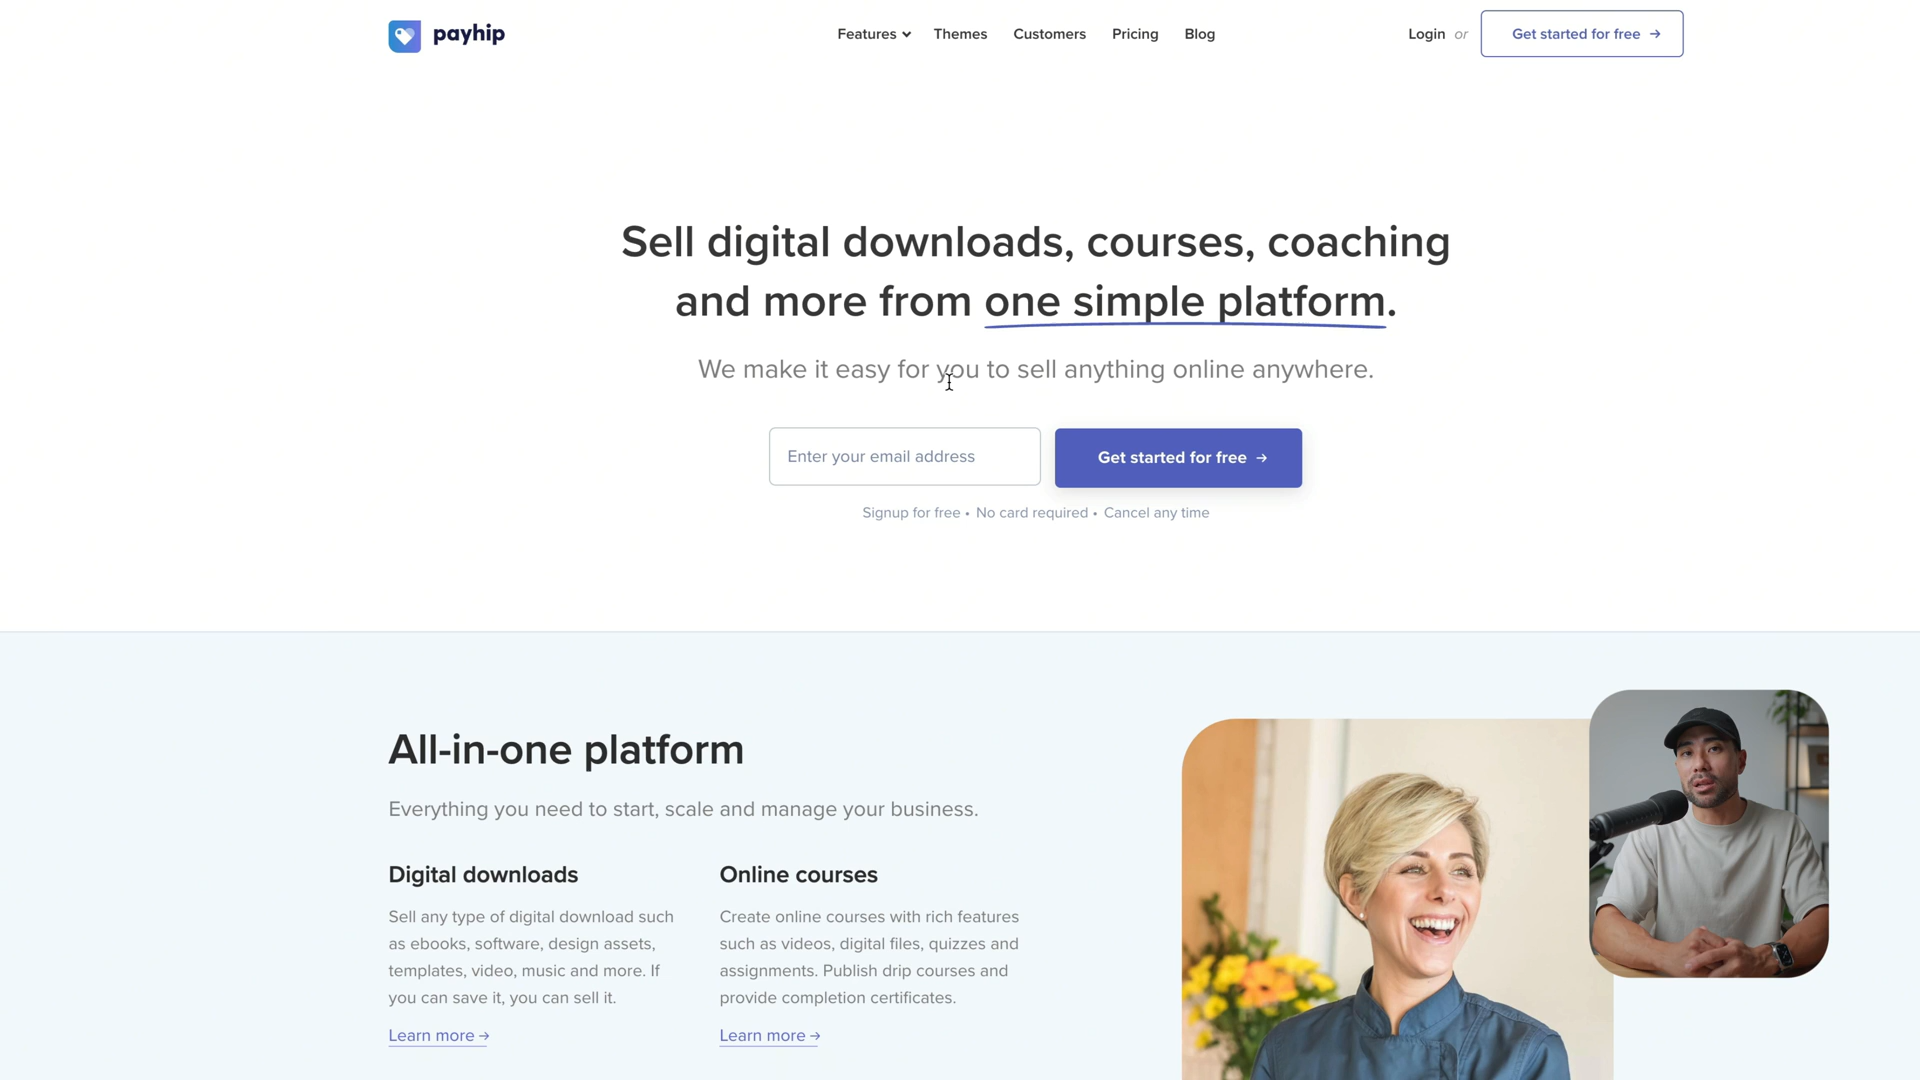 payhip
Features
Themes
Customers
Pricing
Blog
Login or
Get started for free →
Sell digital downloads, courses, coaching
and more from one simple platform.
We make it easy for you to sell anything online anywhere.
Enter your email address
Get started for free →
Signup for free • No card required • Cancel any time
All-in-one platform
Everything you need to start, scale and manage your business.
Digital downloads
Sell any type of digital download such
as ebooks, software, design assets,
templates, video, music and more. If
you can save it, you can sell it.
Learn more →
Online courses
Create online courses with rich features
such as videos, digital files, quizzes and
assignments. Publish drip courses and
provide completion certificates.
Learn more →